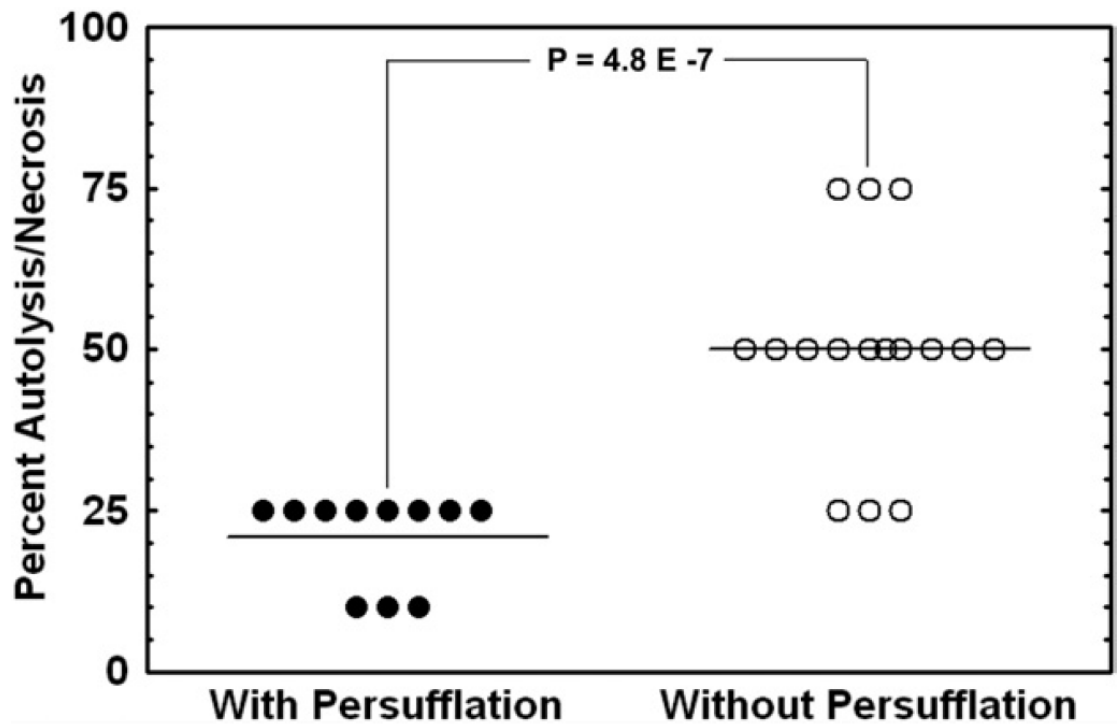 100
P = 4.8 E -7
75
50
25
0
Percent Autolysis/Necrosis
With Persufflation
Without Persufflation